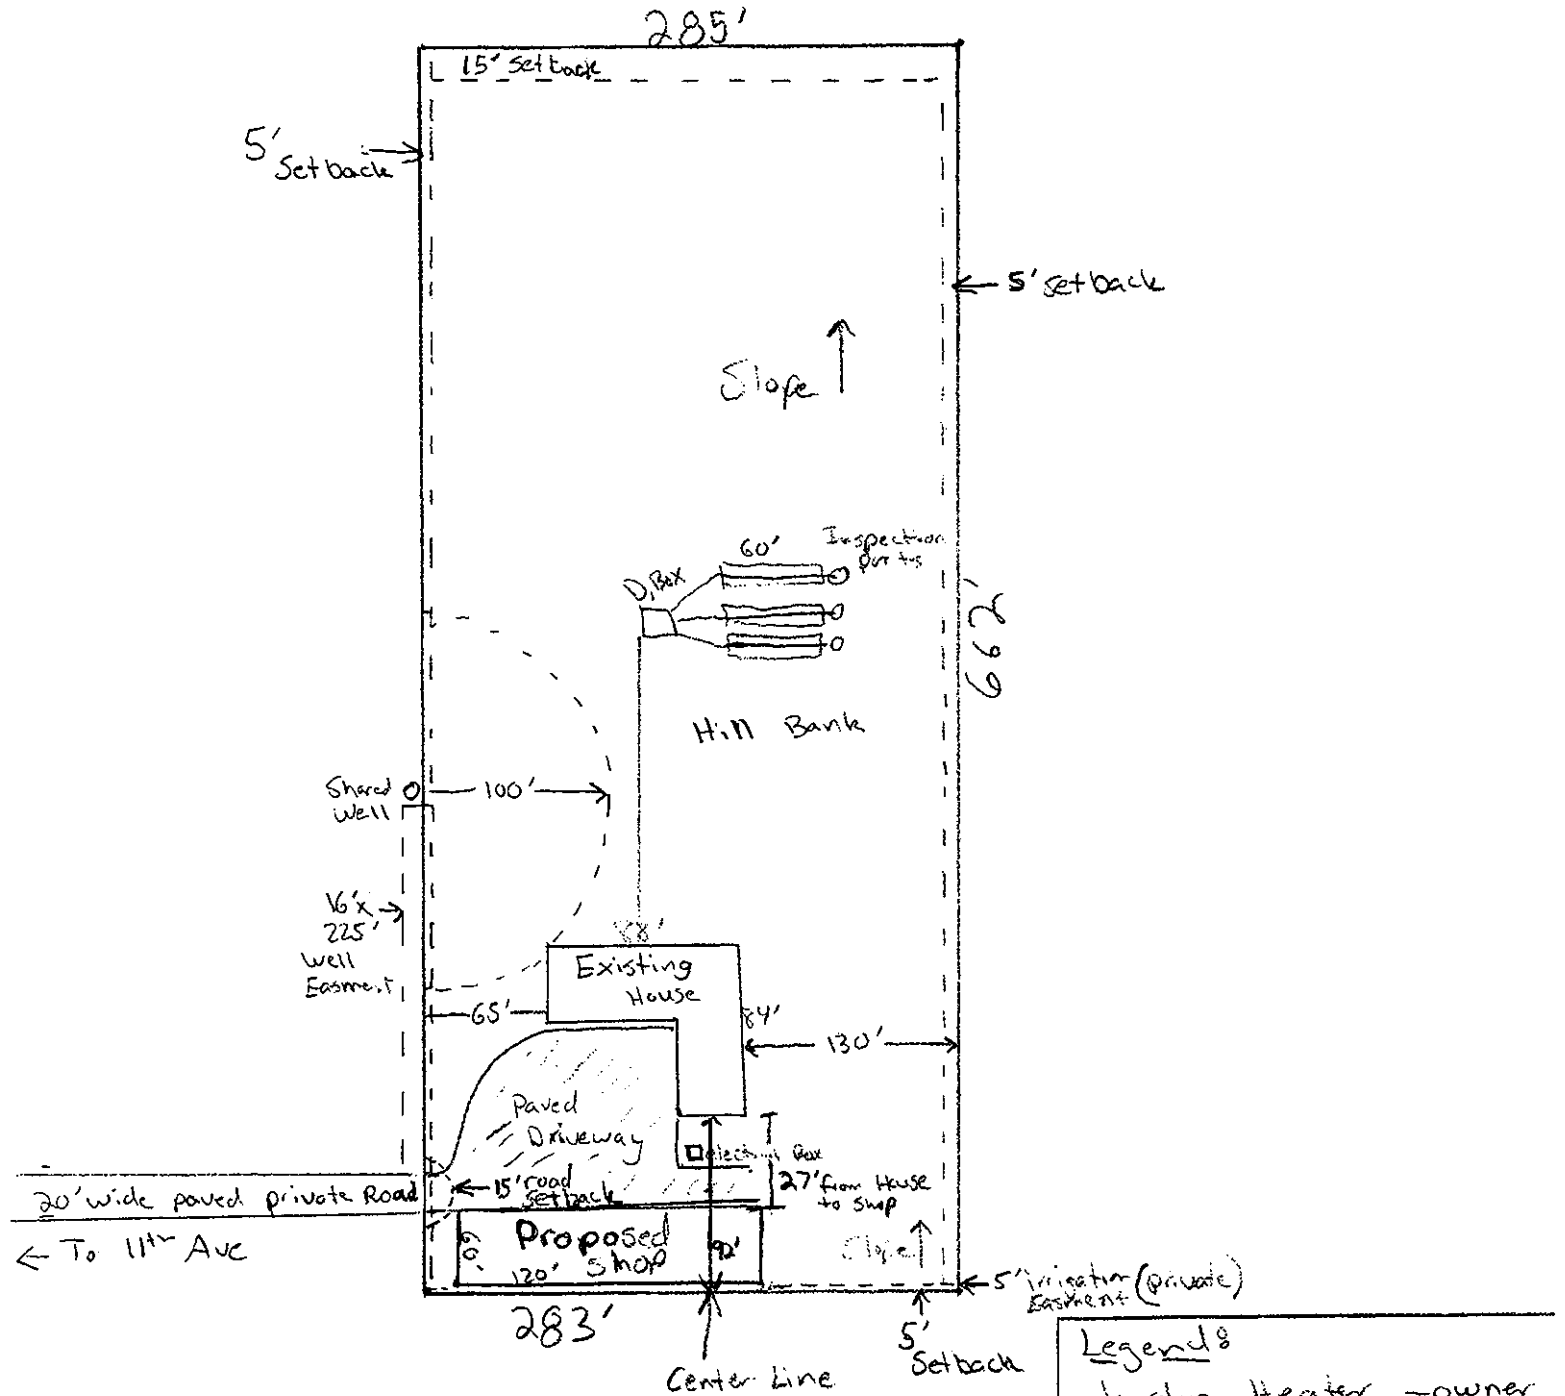 285'
15' setback
5'
Setback
5' setback
Slope
60'
Inspection
Ports
D, Box
662'
Hill Bank
Shared
Well
100'
16' x
225'
Well
Easment
88'
Existing
House
65'
84'
130'
Paved
Driveway
15' road
setback
27' from House
to shop
20' wide paved private Road
← To 11th Ave
Proposed
Shop
60'
120'
92'
Slope
5' irrigation (private)
Easment
283'
5'
Setback
Center Line
Legend:
owner